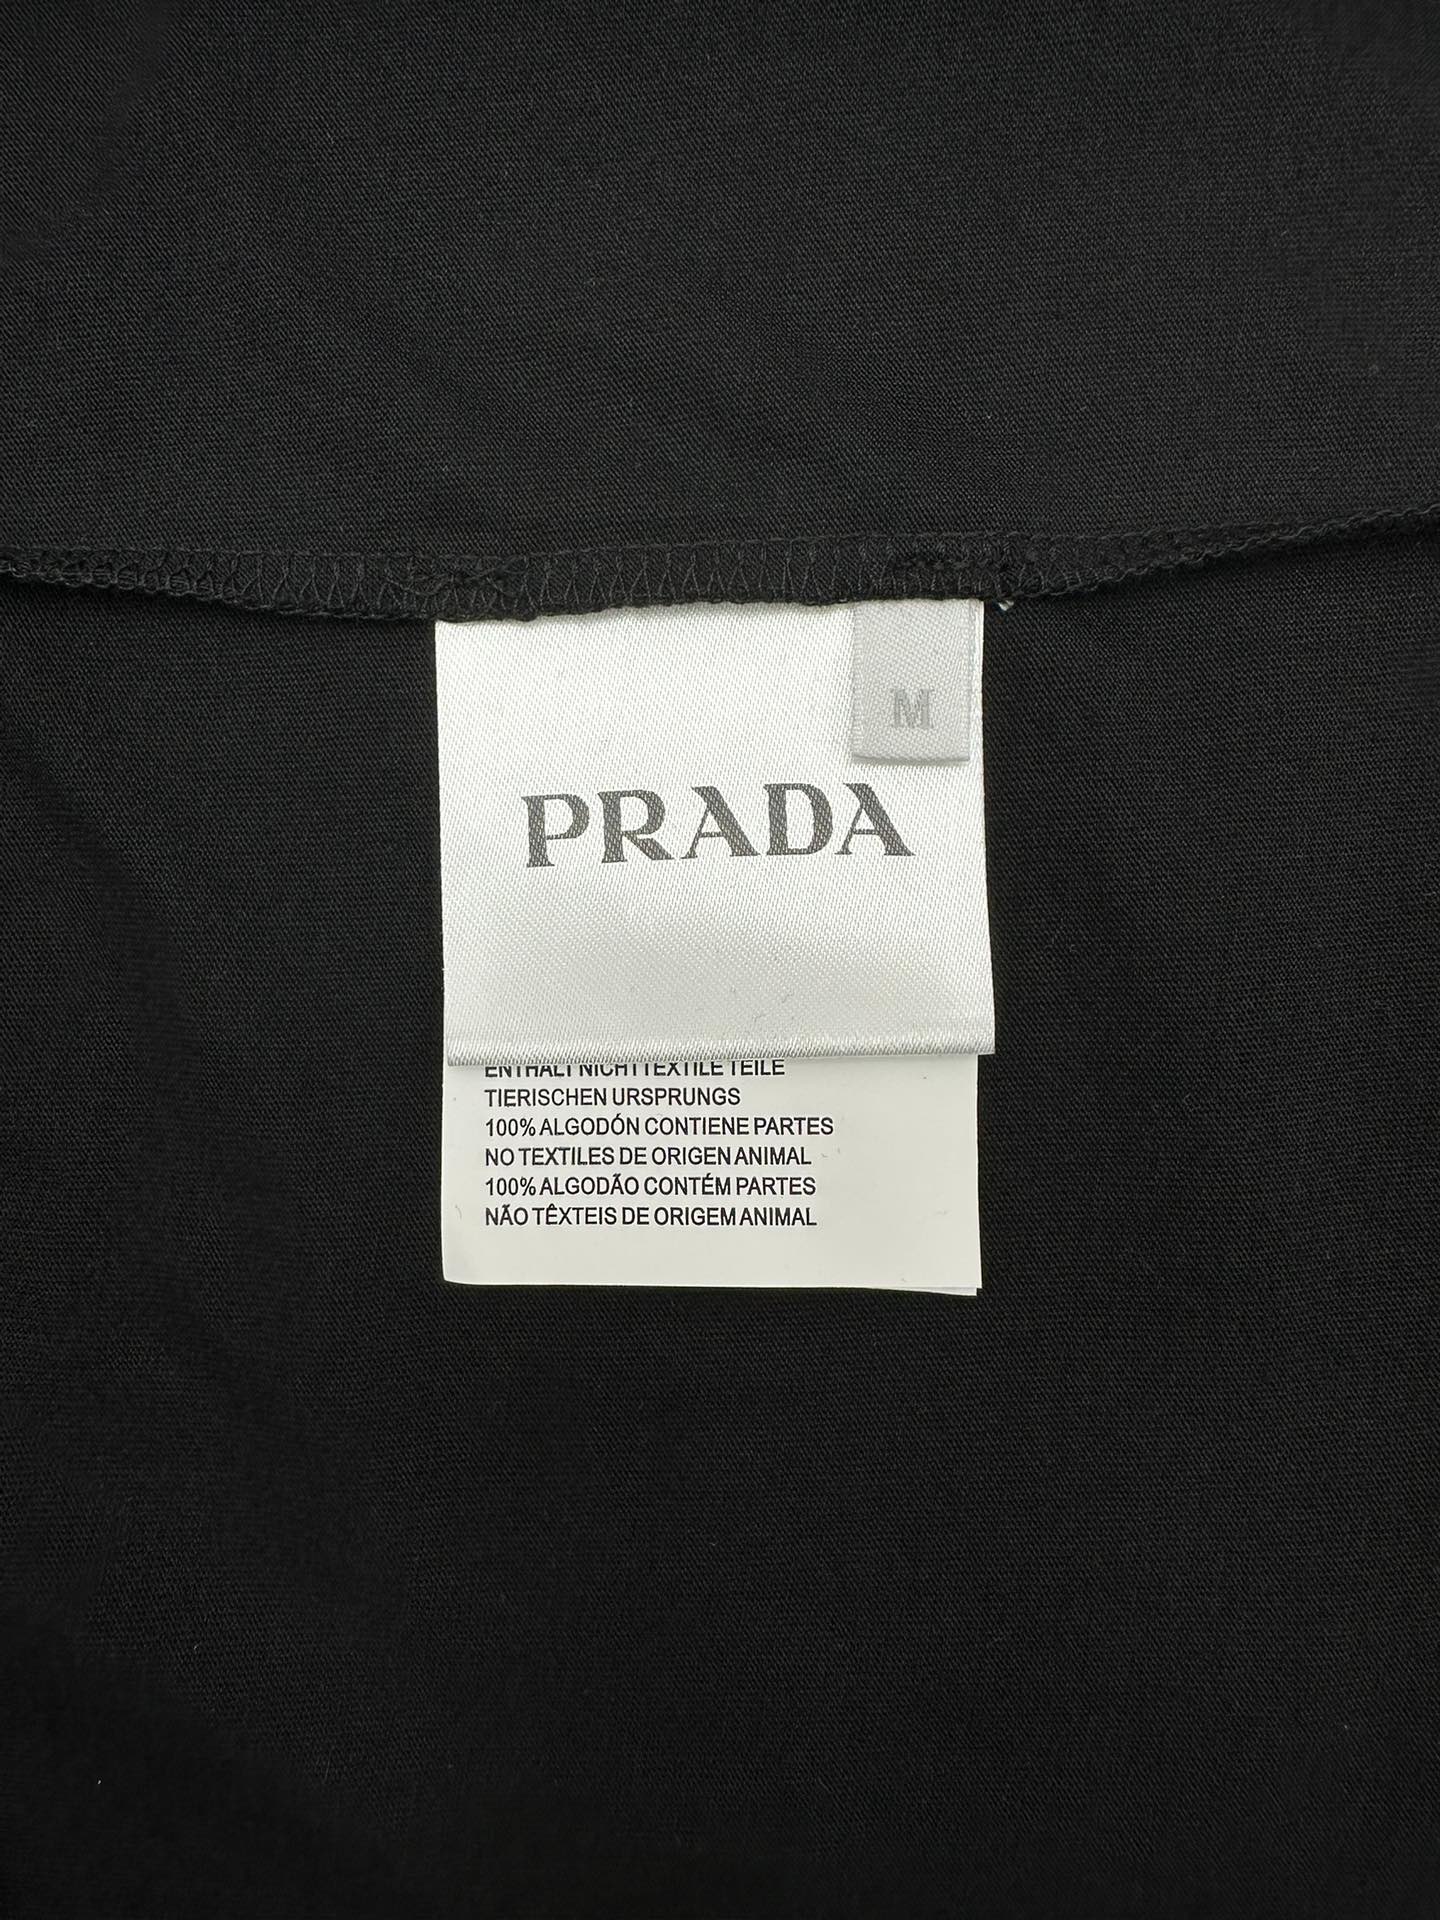 M
PRADA
ENTHÄLT NICHT TEXTILE TEILE
TIERISCHEN URSPRUNGS
100% ALGODÓN CONTIENE PARTES
NO TEXTILES DE ORIGEN ANIMAL
100% ALGODÃO CONTÉM PARTES
NÃO TÊXTEIS DE ORIGEM ANIMAL